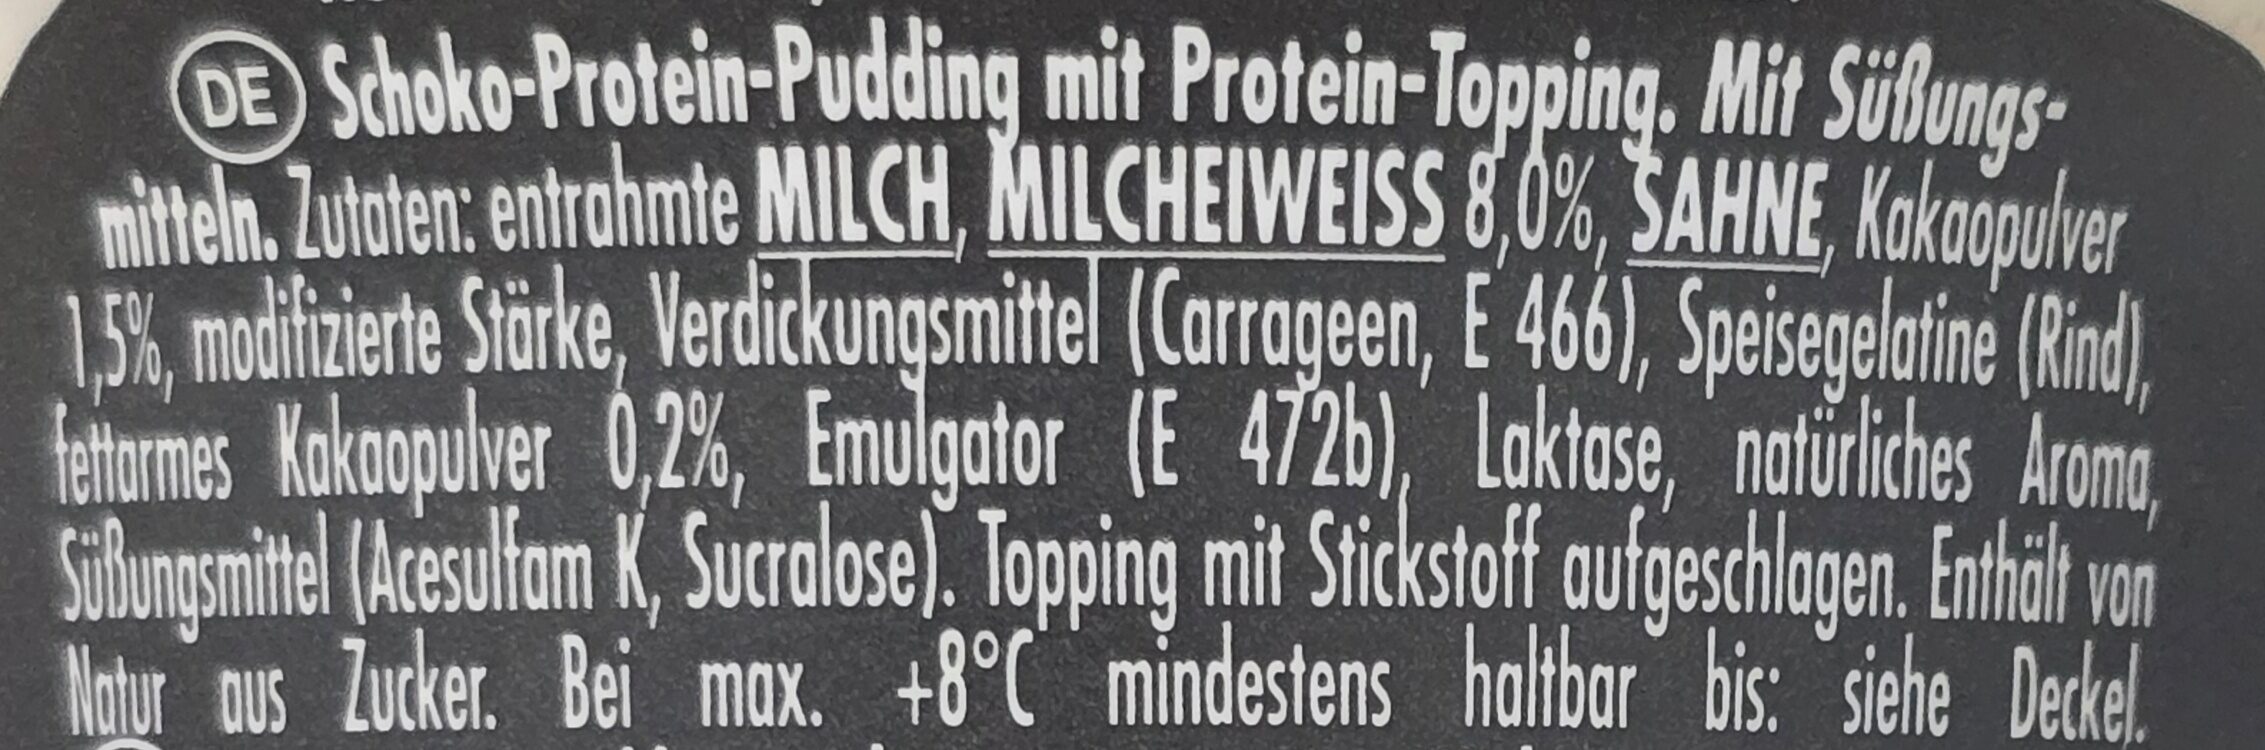 DE Schoko-Protein-Pudding mit Protein-Topping. Mit Süßungs-
mitteln. Zutaten: entrahmte MILCH, MILCHEIWEISS 8,0%, SAHNE, Kakaopulver
1,5%, modifizierte Stärke, Verdickungsmittel (Carrageen, E 466), Speisegelatine (Rind),
fettarmes Kakaopulver 0,2%, Emulgator (E 472b), Laktase, natürliches Aroma,
Süßungsmittel (Acesulfam K, Sucralose). Topping mit Stickstoff aufgeschlagen. Enthält von
Natur aus Zucker. Bei max. +8°C mindestens haltbar bis: siehe Deckel.